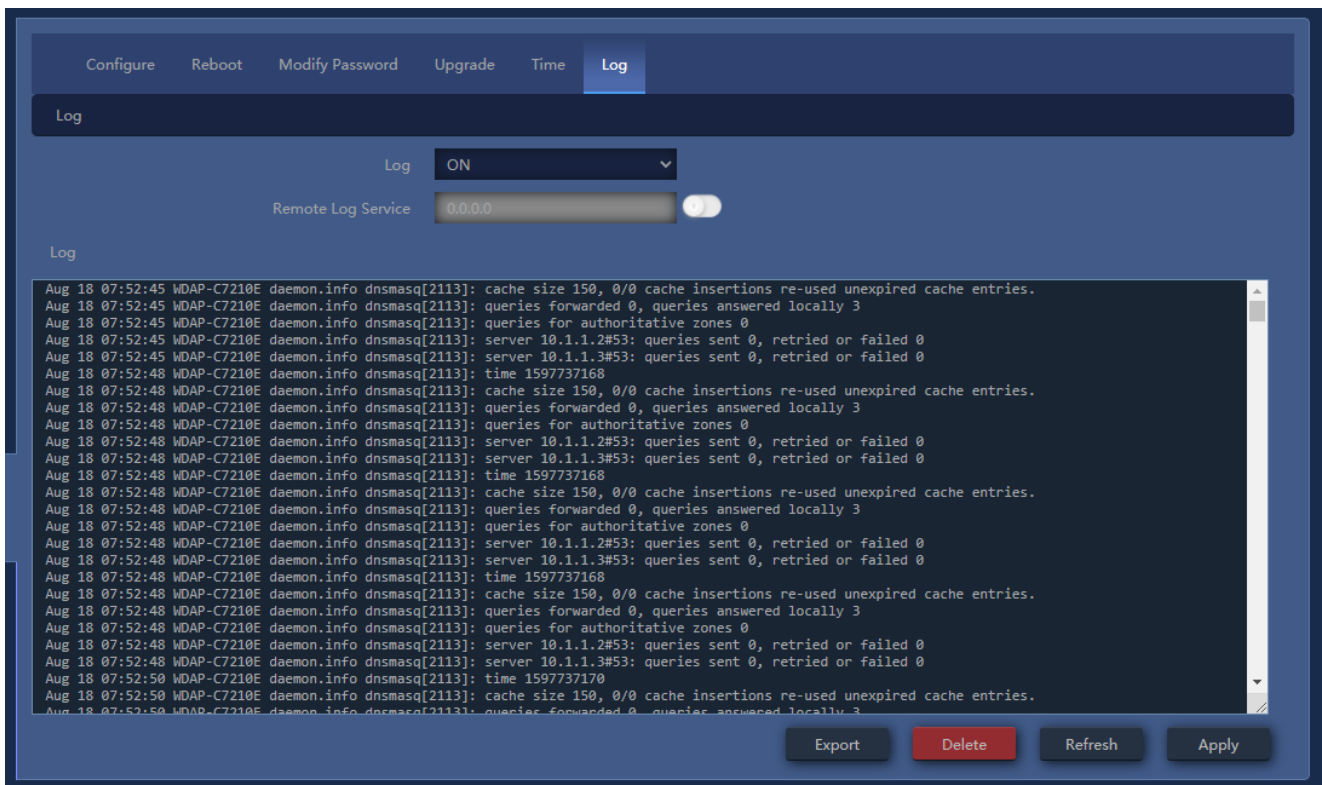 Configure Reboot Modify Password Upgrade Time Log
Log
Log ON
Remote Log Service 0.0.0.0
Log
Aug 18 07:52:45 WDAP-C7210E daemon.info dnsmasq[2113]: cache size 150, 0/0 cache insertions re-used unexpired cache entries.
Aug 18 07:52:45 WDAP-C7210E daemon.info dnsmasq[2113]: queries forwarded 0, queries answered locally 3
Aug 18 07:52:45 WDAP-C7210E daemon.info dnsmasq[2113]: queries for authoritative zones 0
Aug 18 07:52:45 WDAP-C7210E daemon.info dnsmasq[2113]: server 10.1.1.2#53: queries sent 0, retried or failed 0
Aug 18 07:52:45 WDAP-C7210E daemon.info dnsmasq[2113]: server 10.1.1.3#53: queries sent 0, retried or failed 0
Aug 18 07:52:48 WDAP-C7210E daemon.info dnsmasq[2113]: time 1597737168
Aug 18 07:52:48 WDAP-C7210E daemon.info dnsmasq[2113]: cache size 150, 0/0 cache insertions re-used unexpired cache entries.
Aug 18 07:52:48 WDAP-C7210E daemon.info dnsmasq[2113]: queries forwarded 0, queries answered locally 3
Aug 18 07:52:48 WDAP-C7210E daemon.info dnsmasq[2113]: queries for authoritative zones 0
Aug 18 07:52:48 WDAP-C7210E daemon.info dnsmasq[2113]: server 10.1.1.2#53: queries sent 0, retried or failed 0
Aug 18 07:52:48 WDAP-C7210E daemon.info dnsmasq[2113]: server 10.1.1.3#53: queries sent 0, retried or failed 0
Aug 18 07:52:48 WDAP-C7210E daemon.info dnsmasq[2113]: time 1597737168
Aug 18 07:52:48 WDAP-C7210E daemon.info dnsmasq[2113]: cache size 150, 0/0 cache insertions re-used unexpired cache entries.
Aug 18 07:52:48 WDAP-C7210E daemon.info dnsmasq[2113]: queries forwarded 0, queries answered locally 3
Aug 18 07:52:48 WDAP-C7210E daemon.info dnsmasq[2113]: queries for authoritative zones 0
Aug 18 07:52:48 WDAP-C7210E daemon.info dnsmasq[2113]: server 10.1.1.2#53: queries sent 0, retried or failed 0
Aug 18 07:52:48 WDAP-C7210E daemon.info dnsmasq[2113]: server 10.1.1.3#53: queries sent 0, retried or failed 0
Aug 18 07:52:48 WDAP-C7210E daemon.info dnsmasq[2113]: time 1597737168
Aug 18 07:52:48 WDAP-C7210E daemon.info dnsmasq[2113]: cache size 150, 0/0 cache insertions re-used unexpired cache entries.
Aug 18 07:52:48 WDAP-C7210E daemon.info dnsmasq[2113]: queries forwarded 0, queries answered locally 3
Aug 18 07:52:48 WDAP-C7210E daemon.info dnsmasq[2113]: queries for authoritative zones 0
Aug 18 07:52:48 WDAP-C7210E daemon.info dnsmasq[2113]: server 10.1.1.2#53: queries sent 0, retried or failed 0
Aug 18 07:52:48 WDAP-C7210E daemon.info dnsmasq[2113]: server 10.1.1.3#53: queries sent 0, retried or failed 0
Aug 18 07:52:50 WDAP-C7210E daemon.info dnsmasq[2113]: time 1597737170
Aug 18 07:52:50 WDAP-C7210E daemon.info dnsmasq[2113]: cache size 150, 0/0 cache insertions re-used unexpired cache entries.
Aug 18 07:52:50 WDAP-C7210E daemon.info dnsmasq[2113]: queries forwarded 0, queries answered locally 3
Export Delete Refresh Apply